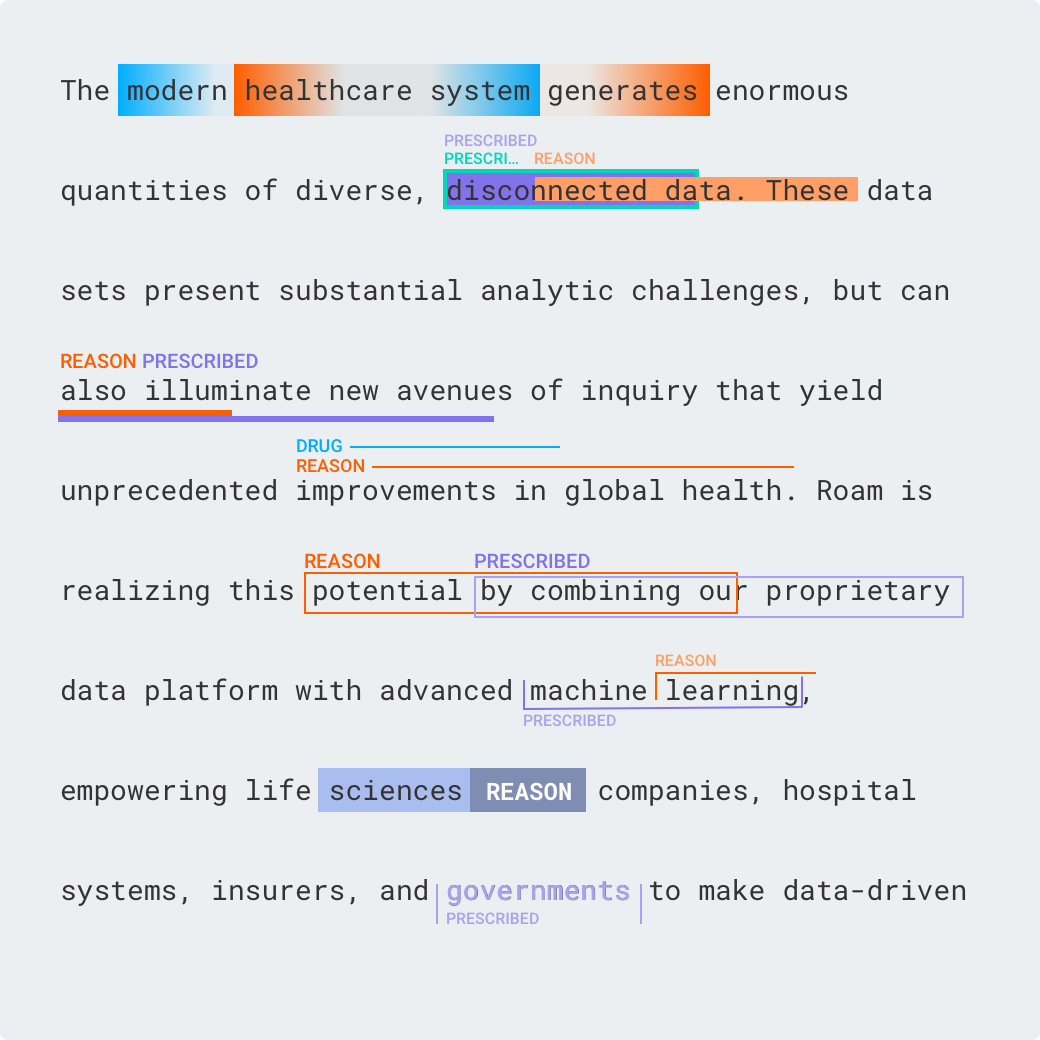 The modern healthcare system generates enormous
PRESCRIBED
PRESCRI... REASON
quantities of diverse, disconnected data. These data
sets present substantial analytic challenges, but can
REASON PRESCRIBED
also illuminate new avenues of inquiry that yield
DRUG
REASON
unprecedented improvements in global health. Roam is
REASON PRESCRIBED
realizing this potential by combining our proprietary
REASON
data platform with advanced machine learning,
PRESCRIBED
empowering life sciences REASON companies, hospital
systems, insurers, and governments to make data-driven
PRESCRIBED